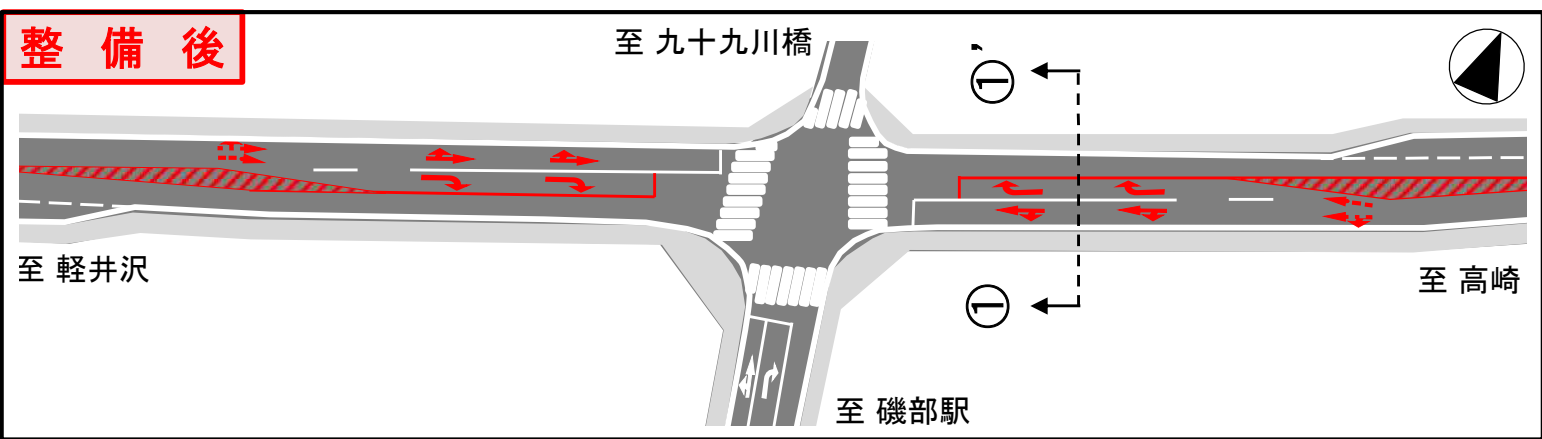 整備後
至 九十九川橋
①’
至 軽井沢
①
至 高崎
至 磯部駅